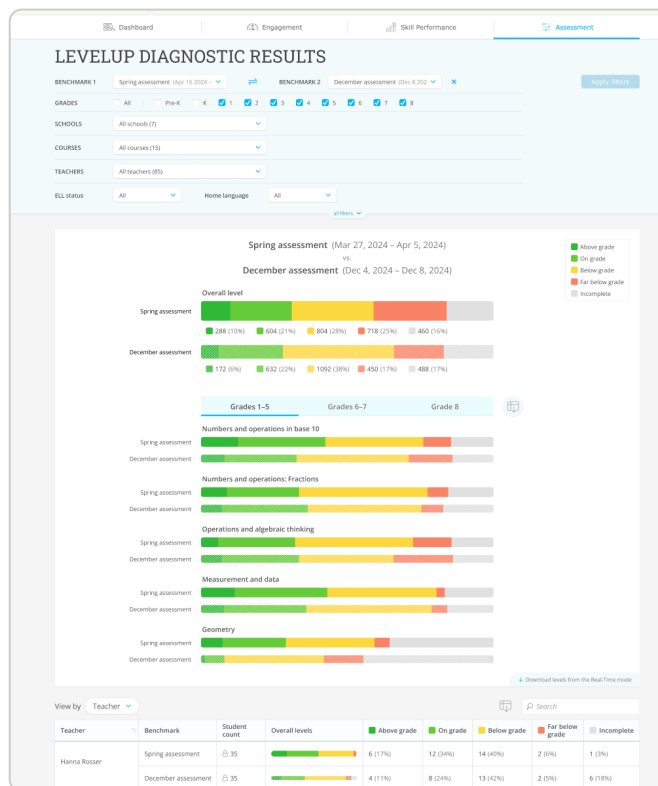 Dashboard
Engagement
Skill Performance
Assessment
LEVELUP DIAGNOSTIC RESULTS
BENCHMARK 1
Spring assessment (Apr 16 2024 –
BENCHMARK 2
December assessment (Dec 8 202
Apply filters
GRADES
All
Pre-K
K
1
2
3
4
5
6
7
8
SCHOOLS
All schools (7)
COURSES
All courses (15)
TEACHERS
All teachers (85)
ELL status
All
Home language
All
all filters
Spring assessment (Mar 27, 2024 – Apr 5, 2024)
vs.
December assessment (Dec 4, 2024 – Dec 8, 2024)
Above grade
On grade
Below grade
Far below grade
Incomplete
Overall level
Spring assessment
288 (10%) 604 (21%) 804 (28%) 718 (25%) 460 (16%)
December assessment
172 (6%) 632 (22%) 1092 (38%) 450 (17%) 488 (17%)
Grades 1–5
Grades 6–7
Grade 8
Numbers and operations in base 10
Spring assessment
December assessment
Numbers and operations: Fractions
Spring assessment
December assessment
Operations and algebraic thinking
Spring assessment
December assessment
Measurement and data
Spring assessment
December assessment
Geometry
Spring assessment
December assessment
Download levels from the Real-Time mode
View by Teacher
Search
Teacher Benchmark Student count Overall levels Above grade On grade Below grade Far below grade Incomplete
Hanna Rosser
Spring assessment 35 6 (17%) 12 (34%) 14 (40%) 2 (6%) 1 (3%)
December assessment 35 4 (11%) 8 (24%) 13 (42%) 2 (5%) 6 (18%)